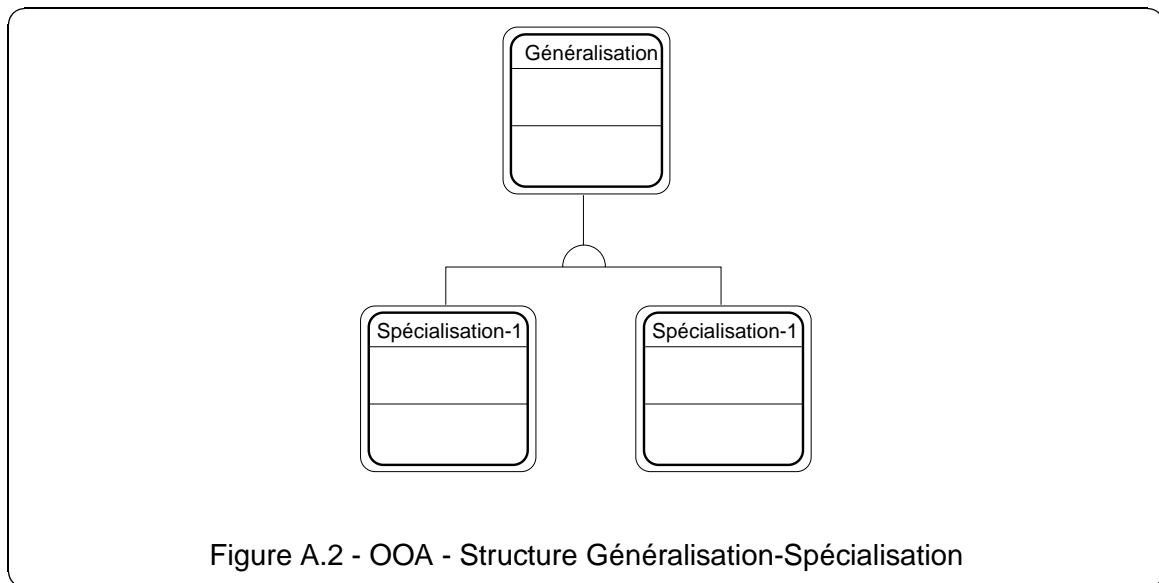 Généralisation
Spécialisation-1
Spécialisation-1
Figure A.2 - OOA - Structure Généralisation-Spécialisation